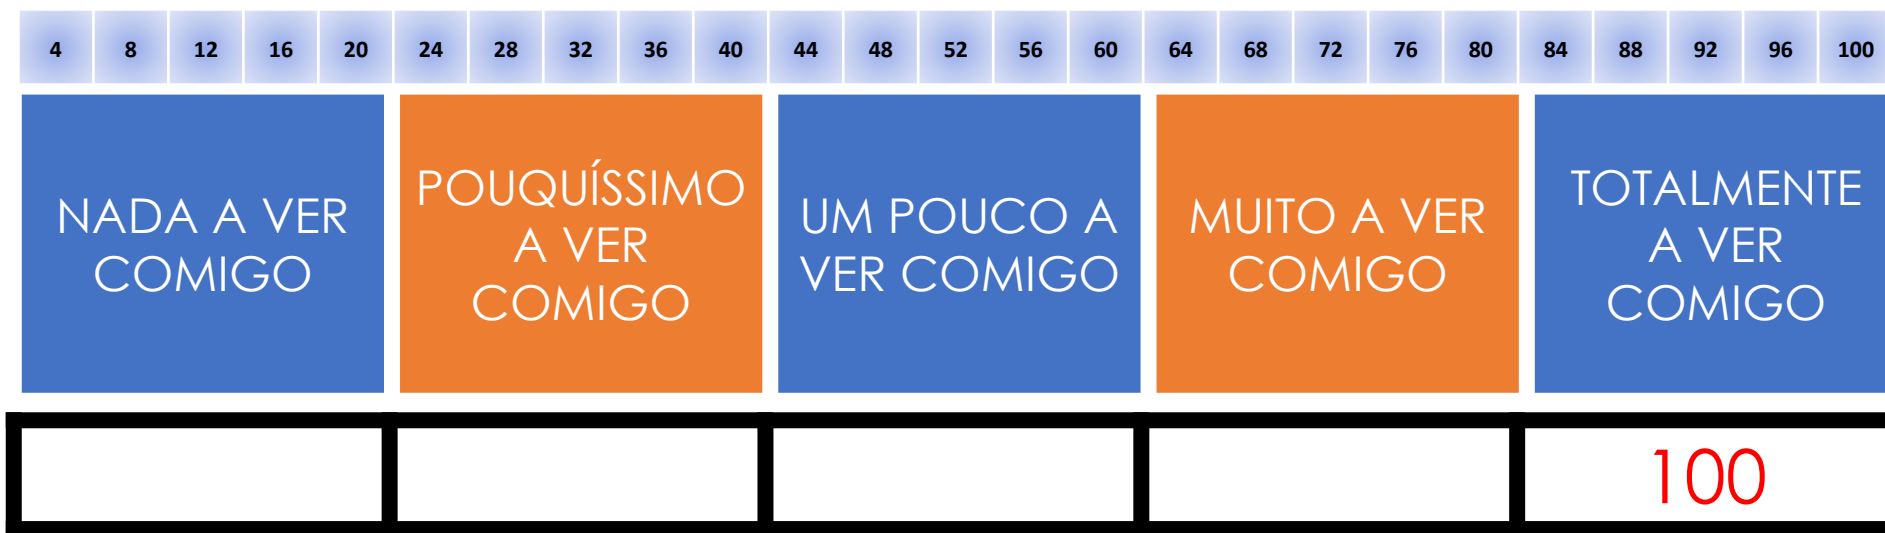 4 8 12 16 20 24 28 32 36 40 44 48 52 56 60 64 68 72 76 80 84 88 92 96 100
NADA A VER
COMIGO
POUQUÍSSIMO
A VER
COMIGO
UM POUCO A
VER COMIGO
MUITO A VER
COMIGO
TOTALMENTE
A VER
COMIGO
100